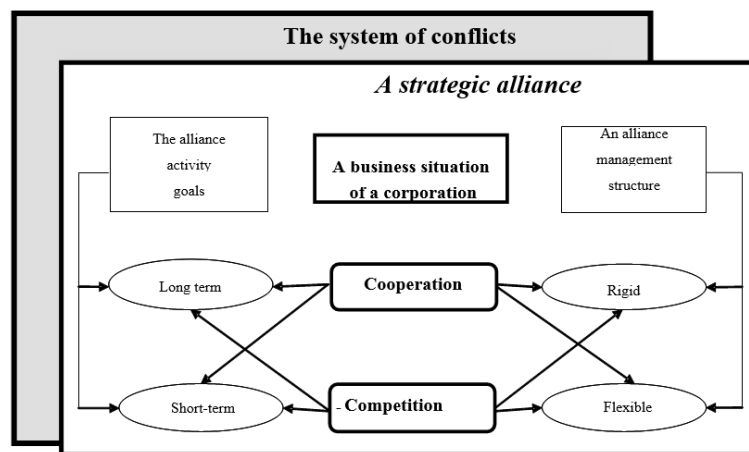 The system of conflicts
A strategic alliance
The alliance
activity
goals
A business situation
of a corporation
An alliance
management
structure
Long term
Cooperation
Rigid
Short-term
- Competition
Flexible